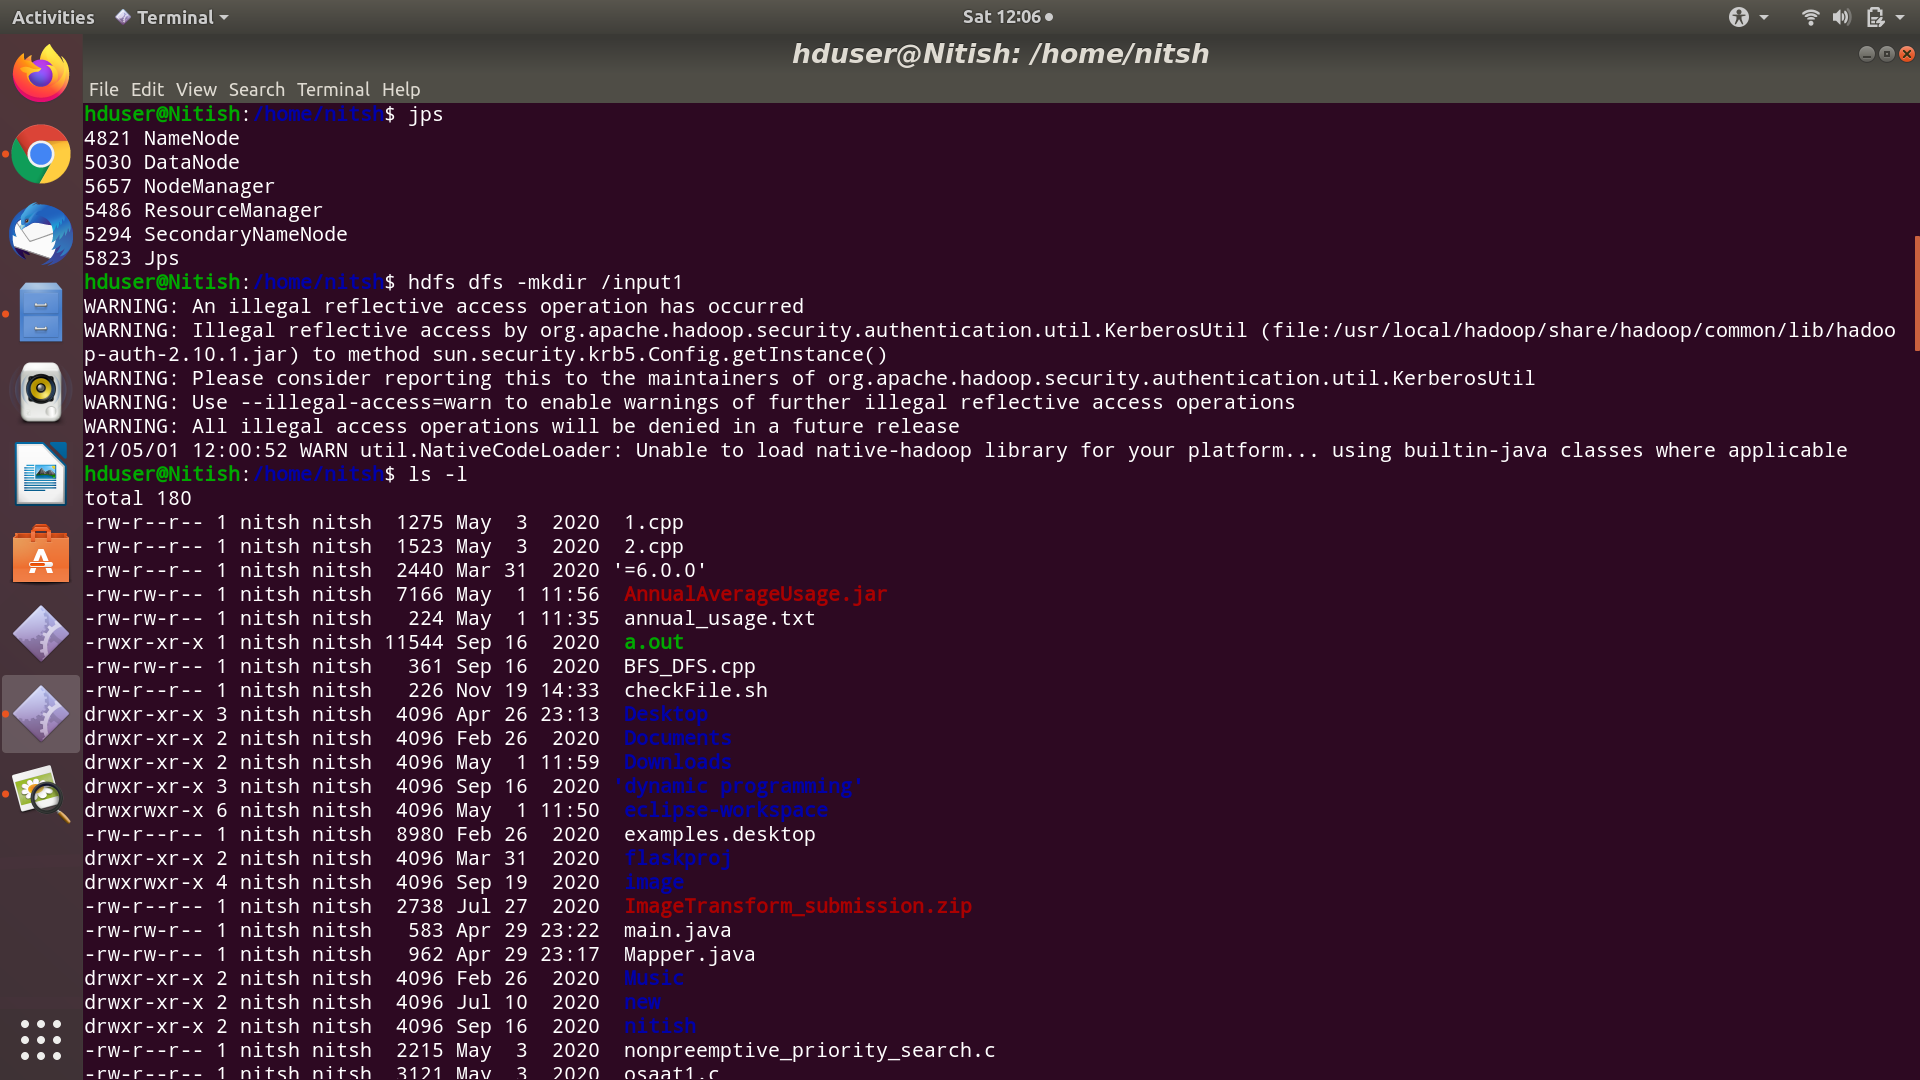 Activities Terminal Sat 12:06
hduser@Nitish: /home/nitsh
File Edit View Search Terminal Help
hduser@Nitish:/home/nitsh$ jps
4821 NameNode
5030 DataNode
5657 NodeManager
5486 ResourceManager
5294 SecondaryNameNode
5823 Jps
hduser@Nitish:/home/nitsh$ hdfs dfs -mkdir /input1
WARNING: An illegal reflective access operation has occurred
WARNING: Illegal reflective access by org.apache.hadoop.security.authentication.util.KerberosUtil (file:/usr/local/hadoop/share/hadoop/common/lib/hadoo
p-auth-2.10.1.jar) to method sun.security.krb5.Config.getInstance()
WARNING: Please consider reporting this to the maintainers of org.apache.hadoop.security.authentication.util.KerberosUtil
WARNING: Use --illegal-access=warn to enable warnings of further illegal reflective access operations
WARNING: All illegal access operations will be denied in a future release
21/05/01 12:00:52 WARN util.NativeCodeLoader: Unable to load native-hadoop library for your platform... using builtin-java classes where applicable
hduser@Nitish:/home/nitsh$ ls -l
total 180
-rw-r--r-- 1 nitsh nitsh  1275 May  3  2020  1.cpp
-rw-r--r-- 1 nitsh nitsh  1523 May  3  2020  2.cpp
-rw-r--r-- 1 nitsh nitsh  2440 Mar 31  2020 '=6.0.0'
-rw-rw-r-- 1 nitsh nitsh  7166 May  1 11:56  AnnualAverageUsage.jar
-rw-rw-r-- 1 nitsh nitsh   224 May  1 11:35  annual_usage.txt
-rwxr-xr-x 1 nitsh nitsh 11544 Sep 16  2020  a.out
-rw-rw-r-- 1 nitsh nitsh   361 Sep 16  2020  BFS_DFS.cpp
-rw-r--r-- 1 nitsh nitsh   226 Nov 19 14:33  checkFile.sh
drwxr-xr-x 3 nitsh nitsh  4096 Apr 26 23:13  Desktop
drwxr-xr-x 2 nitsh nitsh  4096 Feb 26  2020  Documents
drwxr-xr-x 2 nitsh nitsh  4096 May  1 11:59  Downloads
drwxr-xr-x 3 nitsh nitsh  4096 Sep 16  2020 'dynamic programming'
drwxrwxr-x 6 nitsh nitsh  4096 May  1 11:50  eclipse-workspace
-rw-r--r-- 1 nitsh nitsh  8980 Feb 26  2020  examples.desktop
drwxr-xr-x 2 nitsh nitsh  4096 Mar 31  2020  flaskproj
drwxrwxr-x 4 nitsh nitsh  4096 Sep 19  2020  image
-rw-r--r-- 1 nitsh nitsh  2738 Jul 27  2020  ImageTransform_submission.zip
-rw-rw-r-- 1 nitsh nitsh   583 Apr 29 23:22  main.java
-rw-rw-r-- 1 nitsh nitsh   962 Apr 29 23:17  Mapper.java
drwxr-xr-x 2 nitsh nitsh  4096 Feb 26  2020  Music
drwxr-xr-x 2 nitsh nitsh  4096 Jul 10  2020  new
drwxr-xr-x 2 nitsh nitsh  4096 Sep 16  2020  nitish
-rw-r--r-- 1 nitsh nitsh  2215 May  3  2020  nonpreemptive_priority_search.c
-rw-r--r-- 1 nitsh nitsh  3121 May  3  2020  osaat1.c